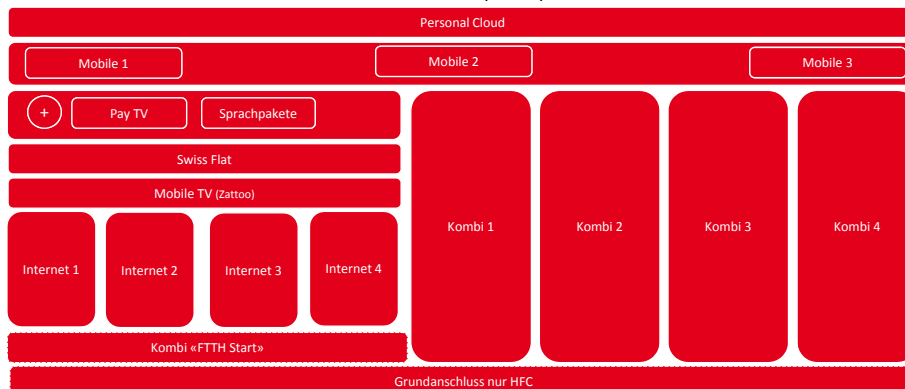 Personal Cloud
Mobile 1
Mobile 2
Mobile 3
+
Pay TV
Sprachpakete
Swiss Flat
Mobile TV (Zattoo)
Internet 1
Internet 2
Internet 3
Internet 4
Kombi 1
Kombi 2
Kombi 3
Kombi 4
Kombi «FTTH Start»
Grundanschluss nur HFC